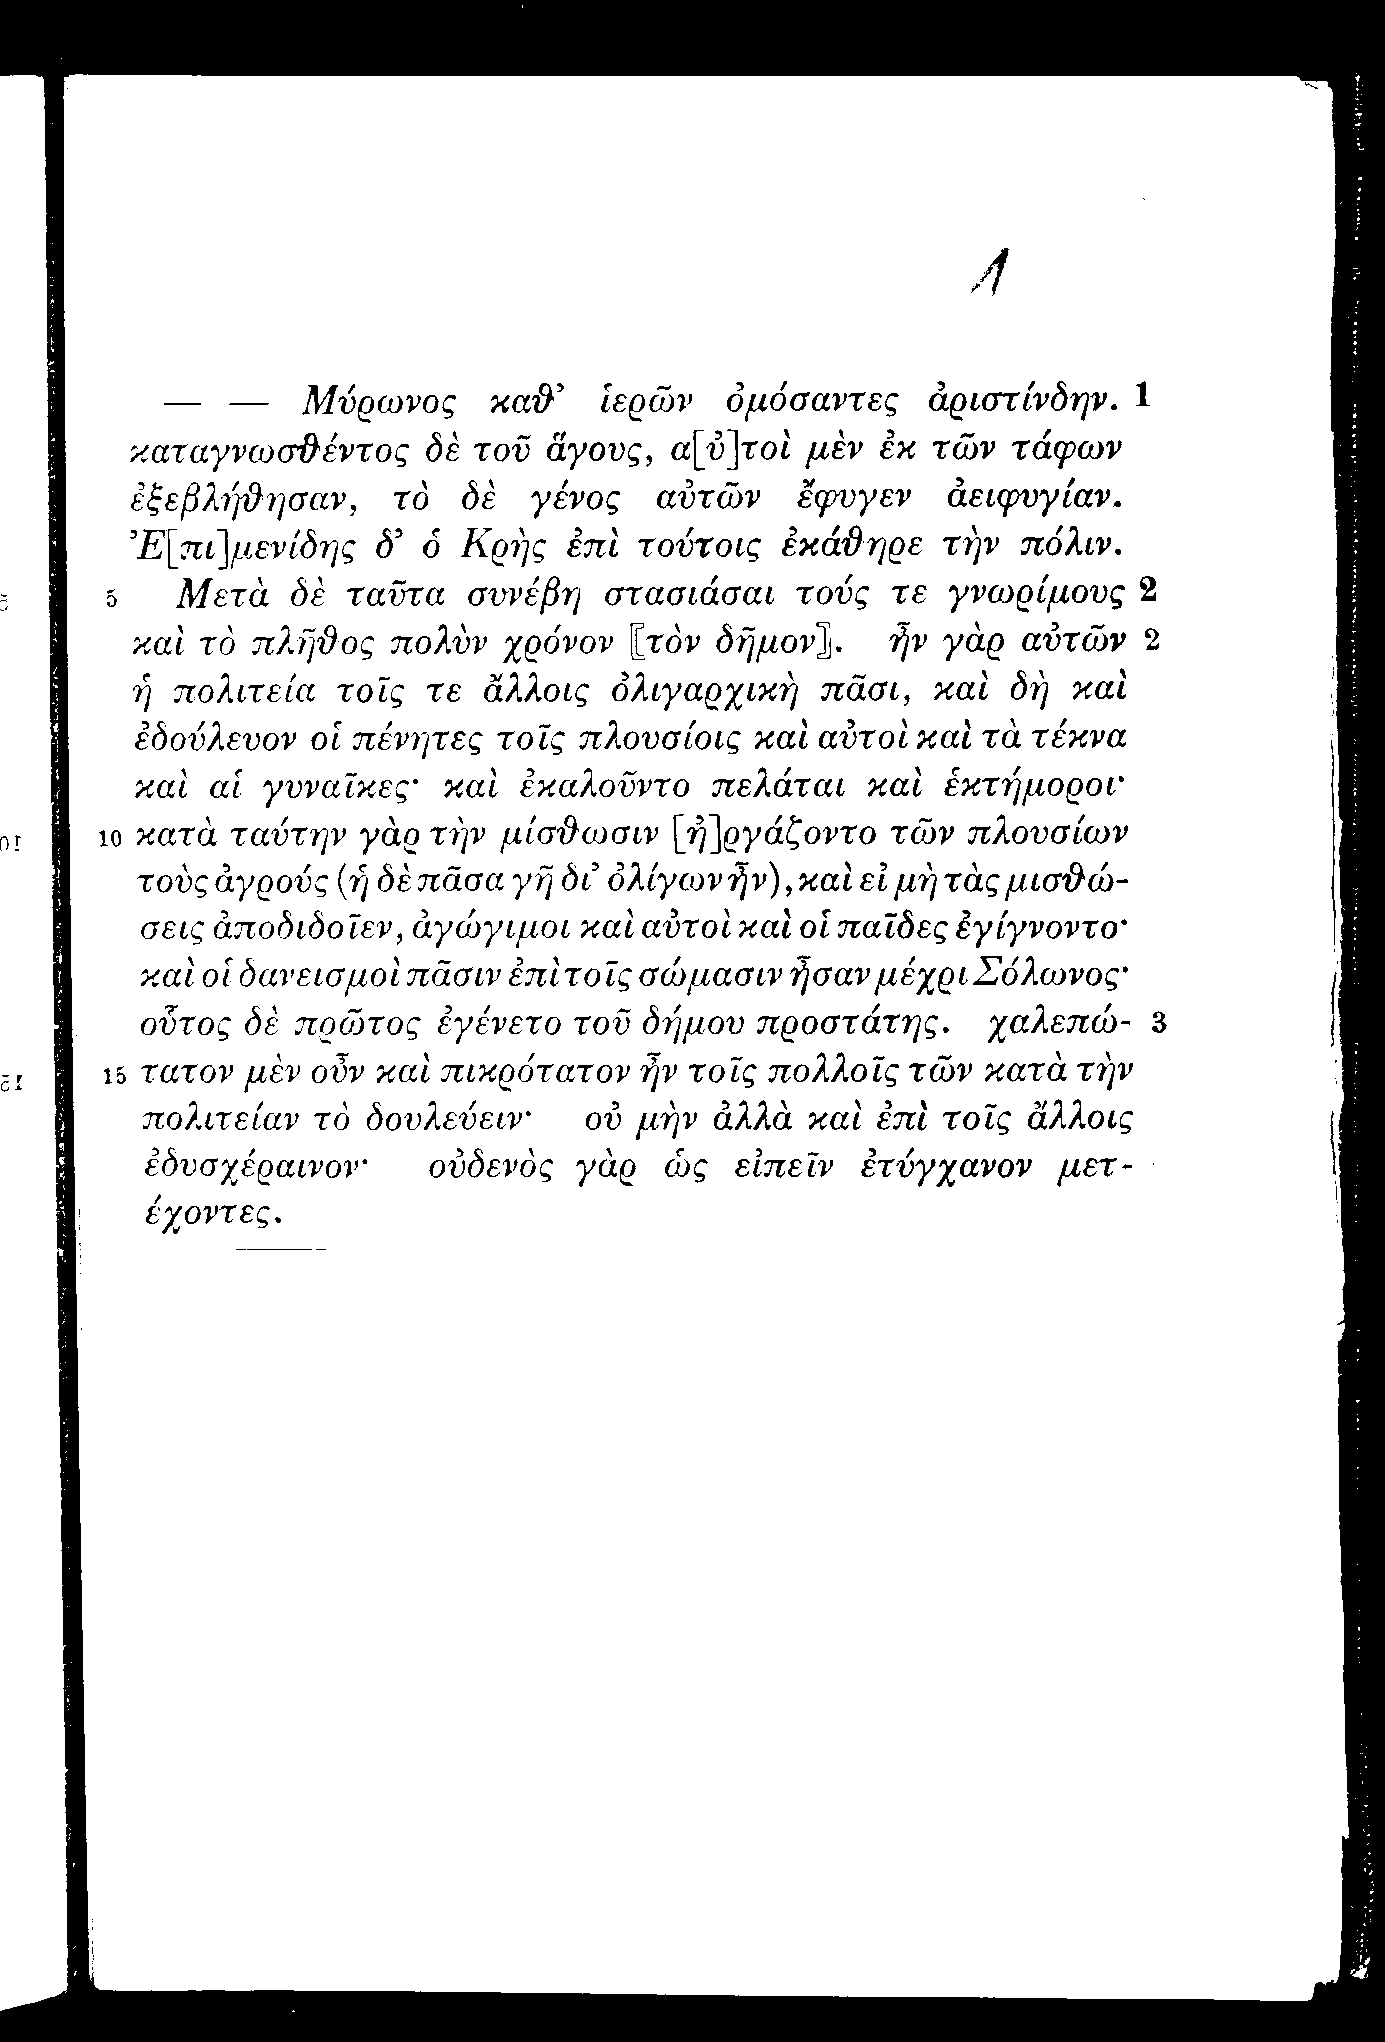 1
— — Μύρωνος καθ’ ἱερῶν ὀμόσαντες ἀριστίνδην. 1
καταγνωσθέντος δὲ τοῦ ἅγους, α[ὐ]τοὶ μὲν ἐκ τῶν τάφων
ἐξεβλήθησαν, τὸ δὲ γένος αὐτῶν ἔφυγεν ἀειφυγίαν.
Ἐ[πι]μενίδης δ’ ὁ Κρὴς ἐπὶ τούτοις ἐκάθηρε τὴν πόλιν.
5 Μετὰ δὲ ταῦτα συνέβη στασιάσαι τούς τε γνωρίμους 2
καὶ τὸ πλῆθος πολὺν χρόνον ⟦τὸν δῆμον⟧. ἦν γὰρ αὐτῶν 2
ἡ πολιτεία τοῖς τε ἄλλοις ὀλιγαρχικὴ πᾶσι, καὶ δὴ καὶ
ἐδούλευον οἱ πένητες τοῖς πλουσίοις καὶ αὐτοὶ καὶ τὰ τέκνα
καὶ αἱ γυναῖκες· καὶ ἐκαλοῦντο πελάται καὶ ἑκτήμοροι·
10 κατὰ ταύτην γὰρ τὴν μίσθωσιν [ἠ]ργάζοντο τῶν πλουσίων
τοὺς ἀγρούς (ἡ δὲ πᾶσα γῆ δι’ ὀλίγων ἦν), καὶ εἰ μὴ τὰς μισθώ-
σεις ἀποδιδοῖεν, ἀγώγιμοι καὶ αὐτοὶ καὶ οἱ παῖδες ἐγίγνοντο·
καὶ οἱ δανεισμοὶ πᾶσιν ἐπὶ τοῖς σώμασιν ἦσαν μέχρι Σόλωνος·
οὗτος δὲ πρῶτος ἐγένετο τοῦ δήμου προστάτης. χαλεπώ- 3
15 τατον μὲν οὖν καὶ πικρότατον ἦν τοῖς πολλοῖς τῶν κατὰ τὴν
πολιτείαν τὸ δουλεύειν· οὐ μὴν ἀλλὰ καὶ ἐπὶ τοῖς ἄλλοις
ἐδυσχέραινον· οὐδενὸς γὰρ ὡς εἰπεῖν ἐτύγχανον μετ-
έχοντες.